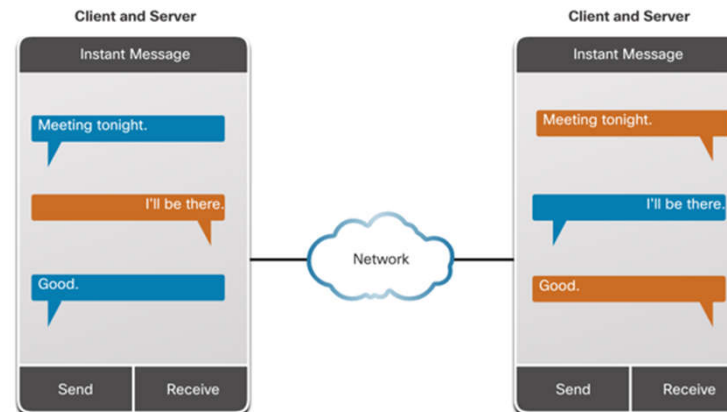 Client and Server
Instant Message
Meeting tonight.
I'll be there.
Good.
Send Receive
Network
Client and Server
Instant Message
Meeting tonight.
I'll be there.
Good.
Send Receive